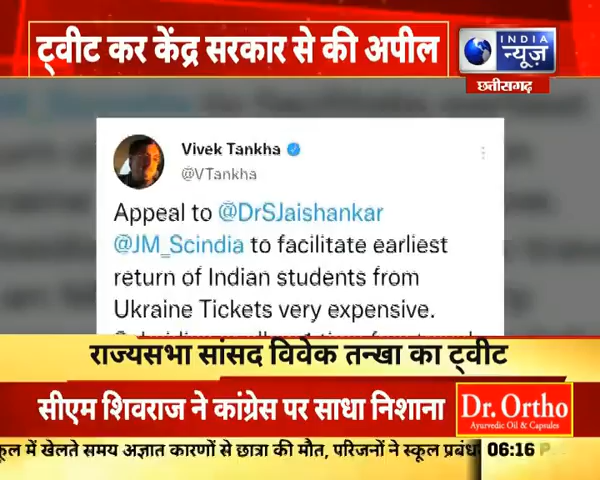 ट्वीट कर केंद्र सरकार से की अपील
INDIA
न्यूज़
छत्तीसगढ़
Vivek Tankha
@VTankha
Appeal to @DrSJaishankar
@JM_Scindia to facilitate earliest
return of Indian students from
Ukraine Tickets very expensive.
राज्यसभा सांसद विवेक तन्खा का ट्वीट
सीएम शिवराज ने कांग्रेस पर साधा निशाना
Dr. Ortho
Ayurvedic Oil & Capsules
कूल में खेलते समय अज्ञात कारणों से छात्रा की मौत, परिजनों ने स्कूल प्रबंध
06:16